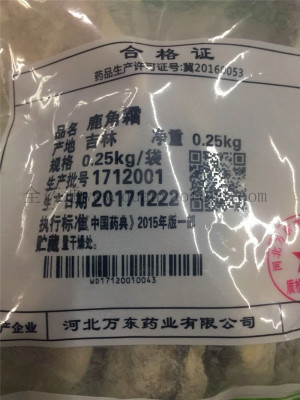 合格证
药品生产许可证号:冀20160053
品名 鹿角霜
产地 吉林 净重 0.25kg
规格 0.25kg/袋
生产批号 1712001
生产日期 20171222
执行标准《中国药典》2015年版一部
贮藏 置干燥处。
WD17120010043
产企业 河北万东药业有限公司